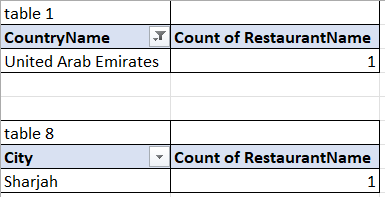 table 1
CountryName Count of RestaurantName
United Arab Emirates 1
table 8
City Count of RestaurantName
Sharjah 1